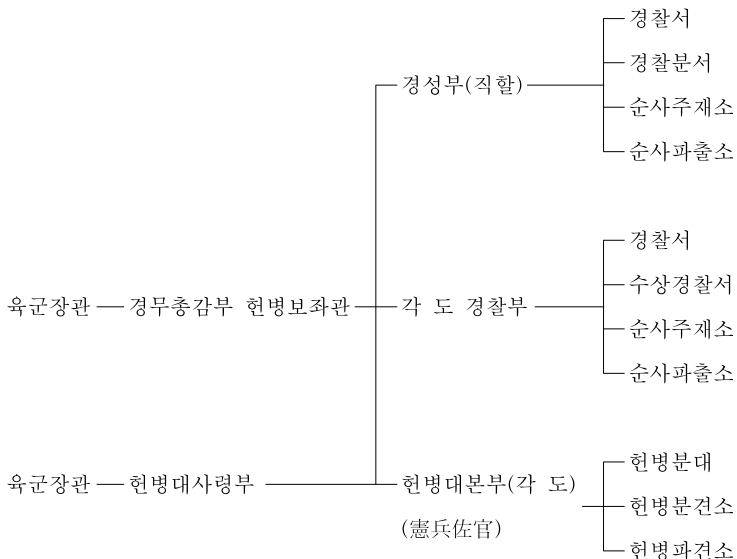 경찰서
경찰분서
경성부(직할)
순사주재소
순사파출소
경찰서
수상경찰서
육군장관 경무총감부 헌병보좌관 각 도 경찰부
순사주재소
순사파출소
헌병분대
육군장관 헌병대사령부 헌병대본부(각 도)
헌병분견소
(憲兵佐官)
헌병파견소